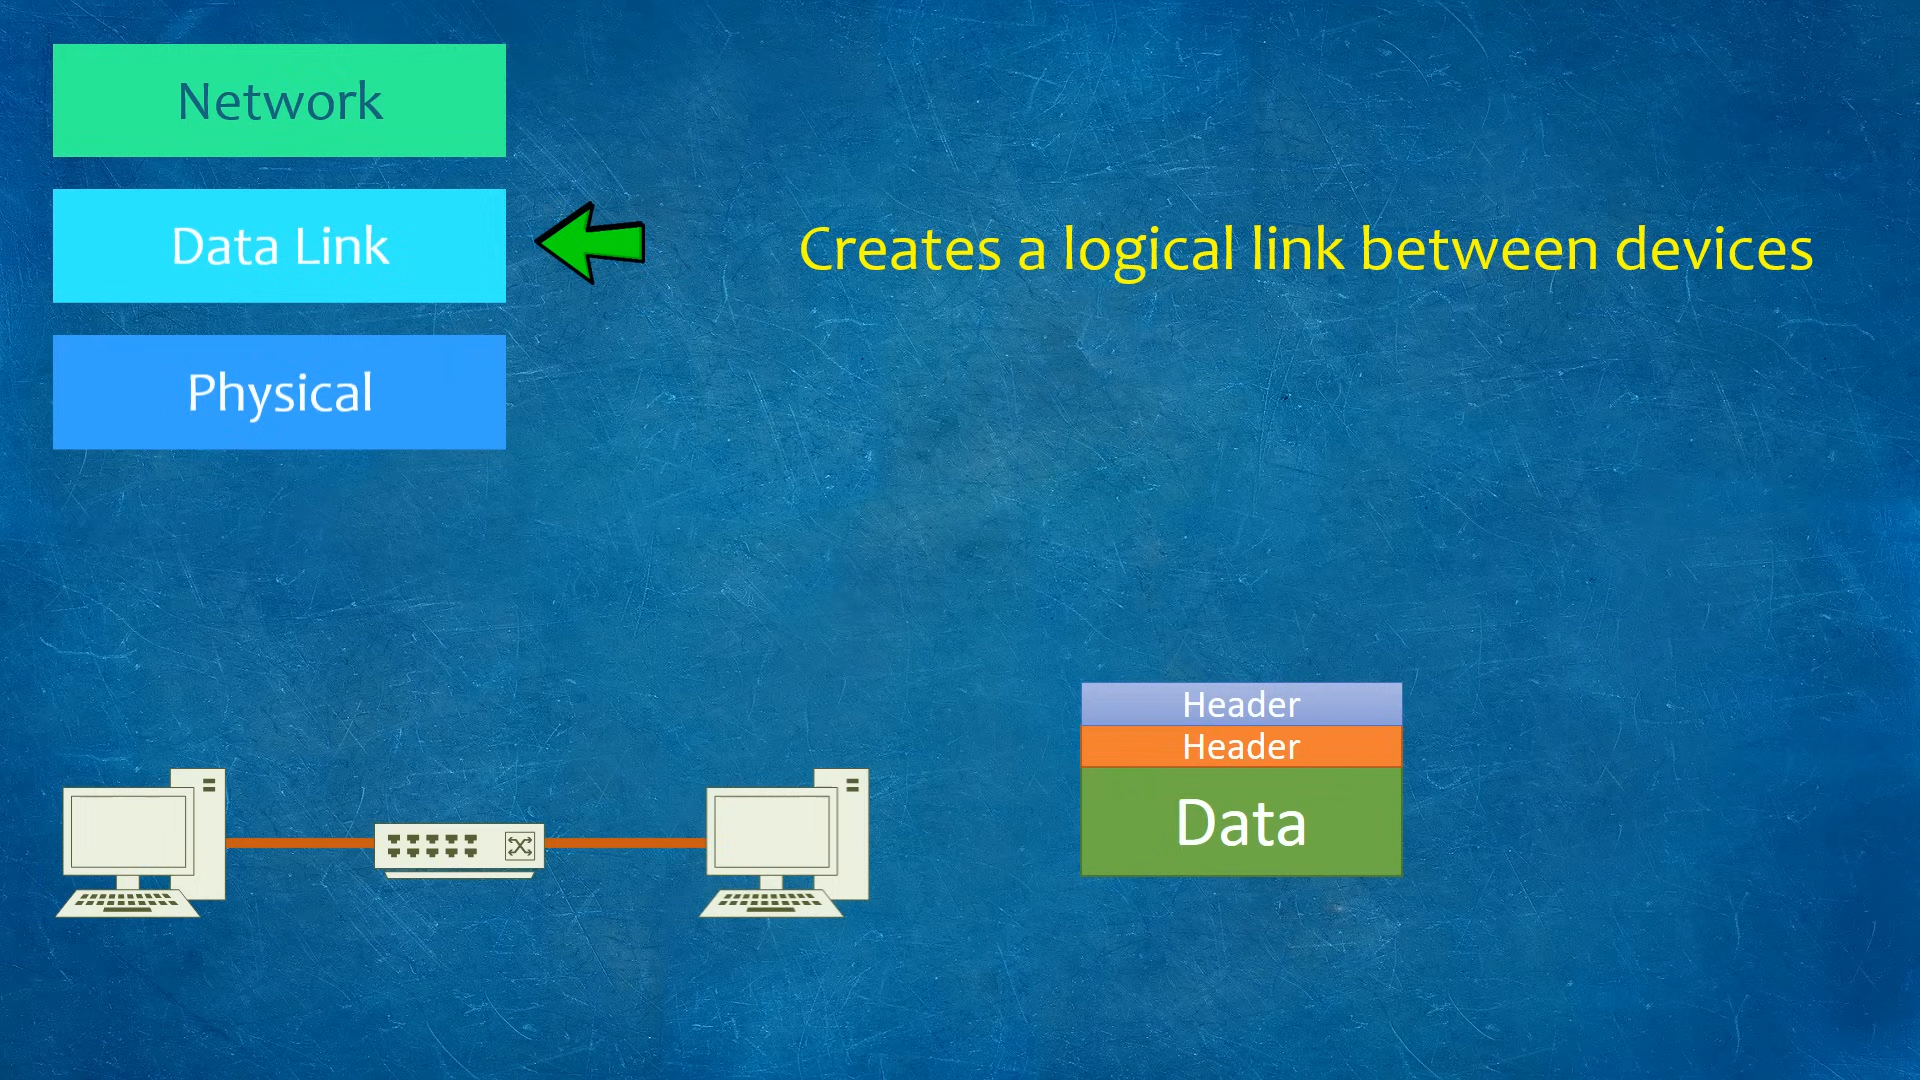 Network
Data Link
Creates a logical link between devices
Physical
Header
Header
Data